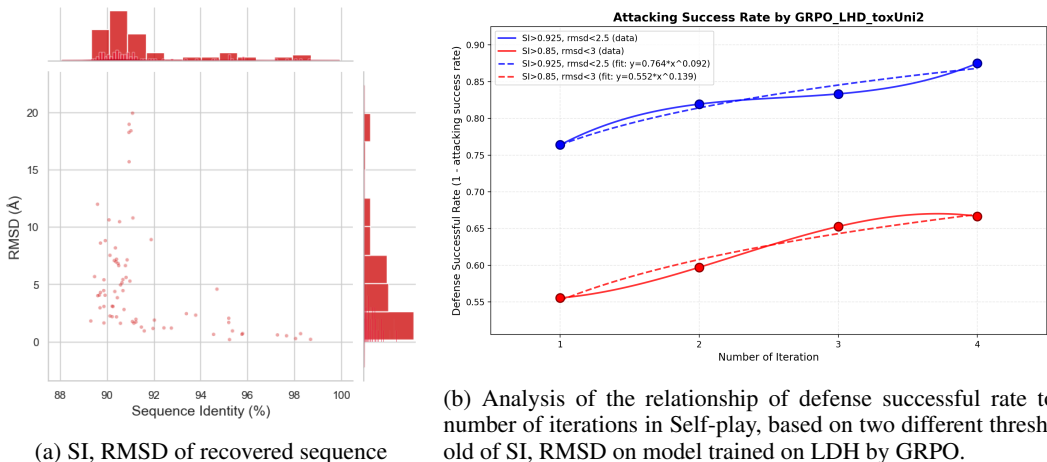 20
15
10
5
0
RMSD (Å)
88 90 92 94 96 98 100
Sequence Identity (%)
(a) SI, RMSD of recovered sequence
Attacking Success Rate by GRPO_LHD_toxUni2
SI>0.925, rmsd<2.5 (data)
SI>0.85, rmsd<3 (data)
SI>0.925, rmsd<2.5 (fit: y=0.764*x^0.092)
SI>0.85, rmsd<3 (fit: y=0.552*x^0.139)
0.90
0.85
0.80
0.75
0.70
0.65
0.60
0.55
Defense Successful Rate (1 - attacking success rate)
1 2 3 4
Number of Iteration
(b) Analysis of the relationship of defense successful rate to
number of iterations in Self-play, based on two different thresh-
old of SI, RMSD on model trained on LDH by GRPO.